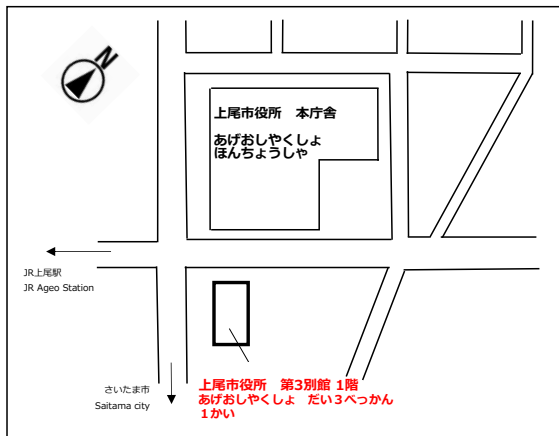 N
上尾市役所　本庁舎
あげおしやくしょ
ほんちょうしゃ
JR上尾駅
JR Ageo Station
さいたま市
Saitama city
上尾市役所　第3別館 1階
あげおしやくしょ　だい３べっかん
１かい